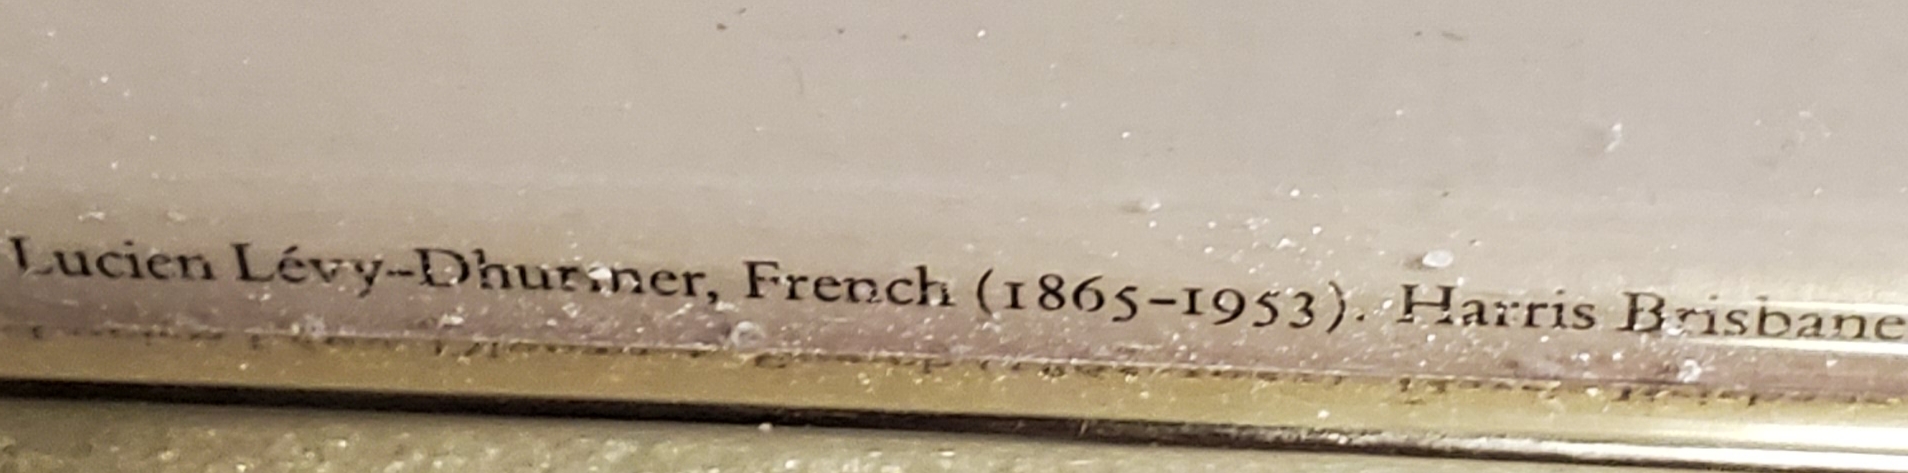 Lucien Lévy-Dhurmer, French (1865-1953). Harris Brisbane